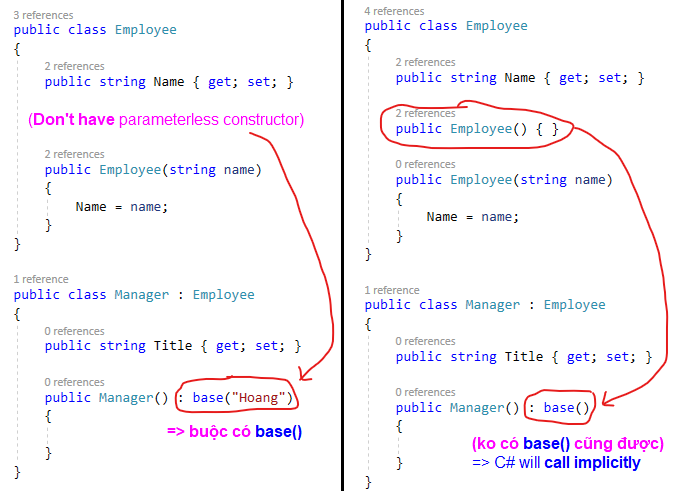 3 references
public class Employee
{
2 references
public string Name { get; set; }
(Don't have parameterless constructor)
2 references
public Employee(string name)
{
Name = name;
}
}
1 reference
public class Manager : Employee
{
0 references
public string Title { get; set; }
0 references
public Manager() : base("Hoang")
{
=> buộc có base()
}
}
4 references
public class Employee
{
2 references
public string Name { get; set; }
2 references
public Employee() { }
0 references
public Employee(string name)
{
Name = name;
}
}
1 reference
public class Manager : Employee
{
0 references
public string Title { get; set; }
0 references
public Manager() : base()
{
(ko có base() cũng được)
=> C# will call implicitly
}
}